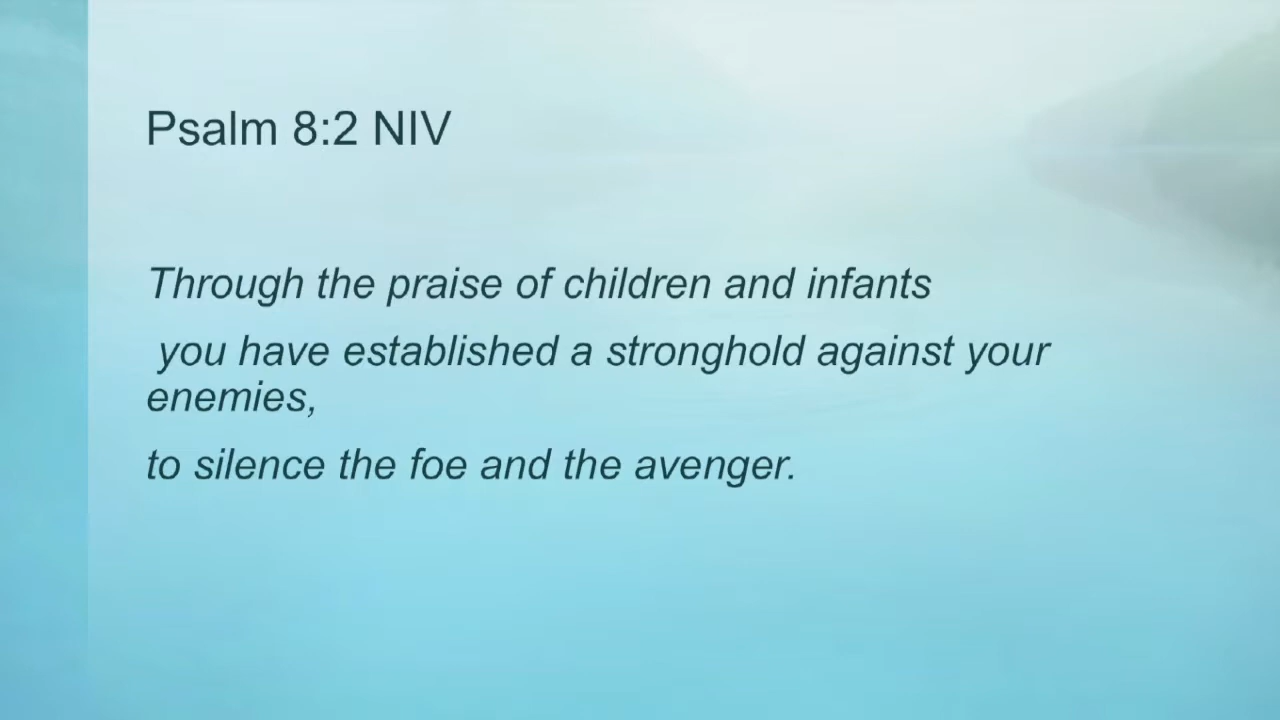 Psalm 8:2 NIV
Through the praise of children and infants
you have established a stronghold against your
enemies,
to silence the foe and the avenger.